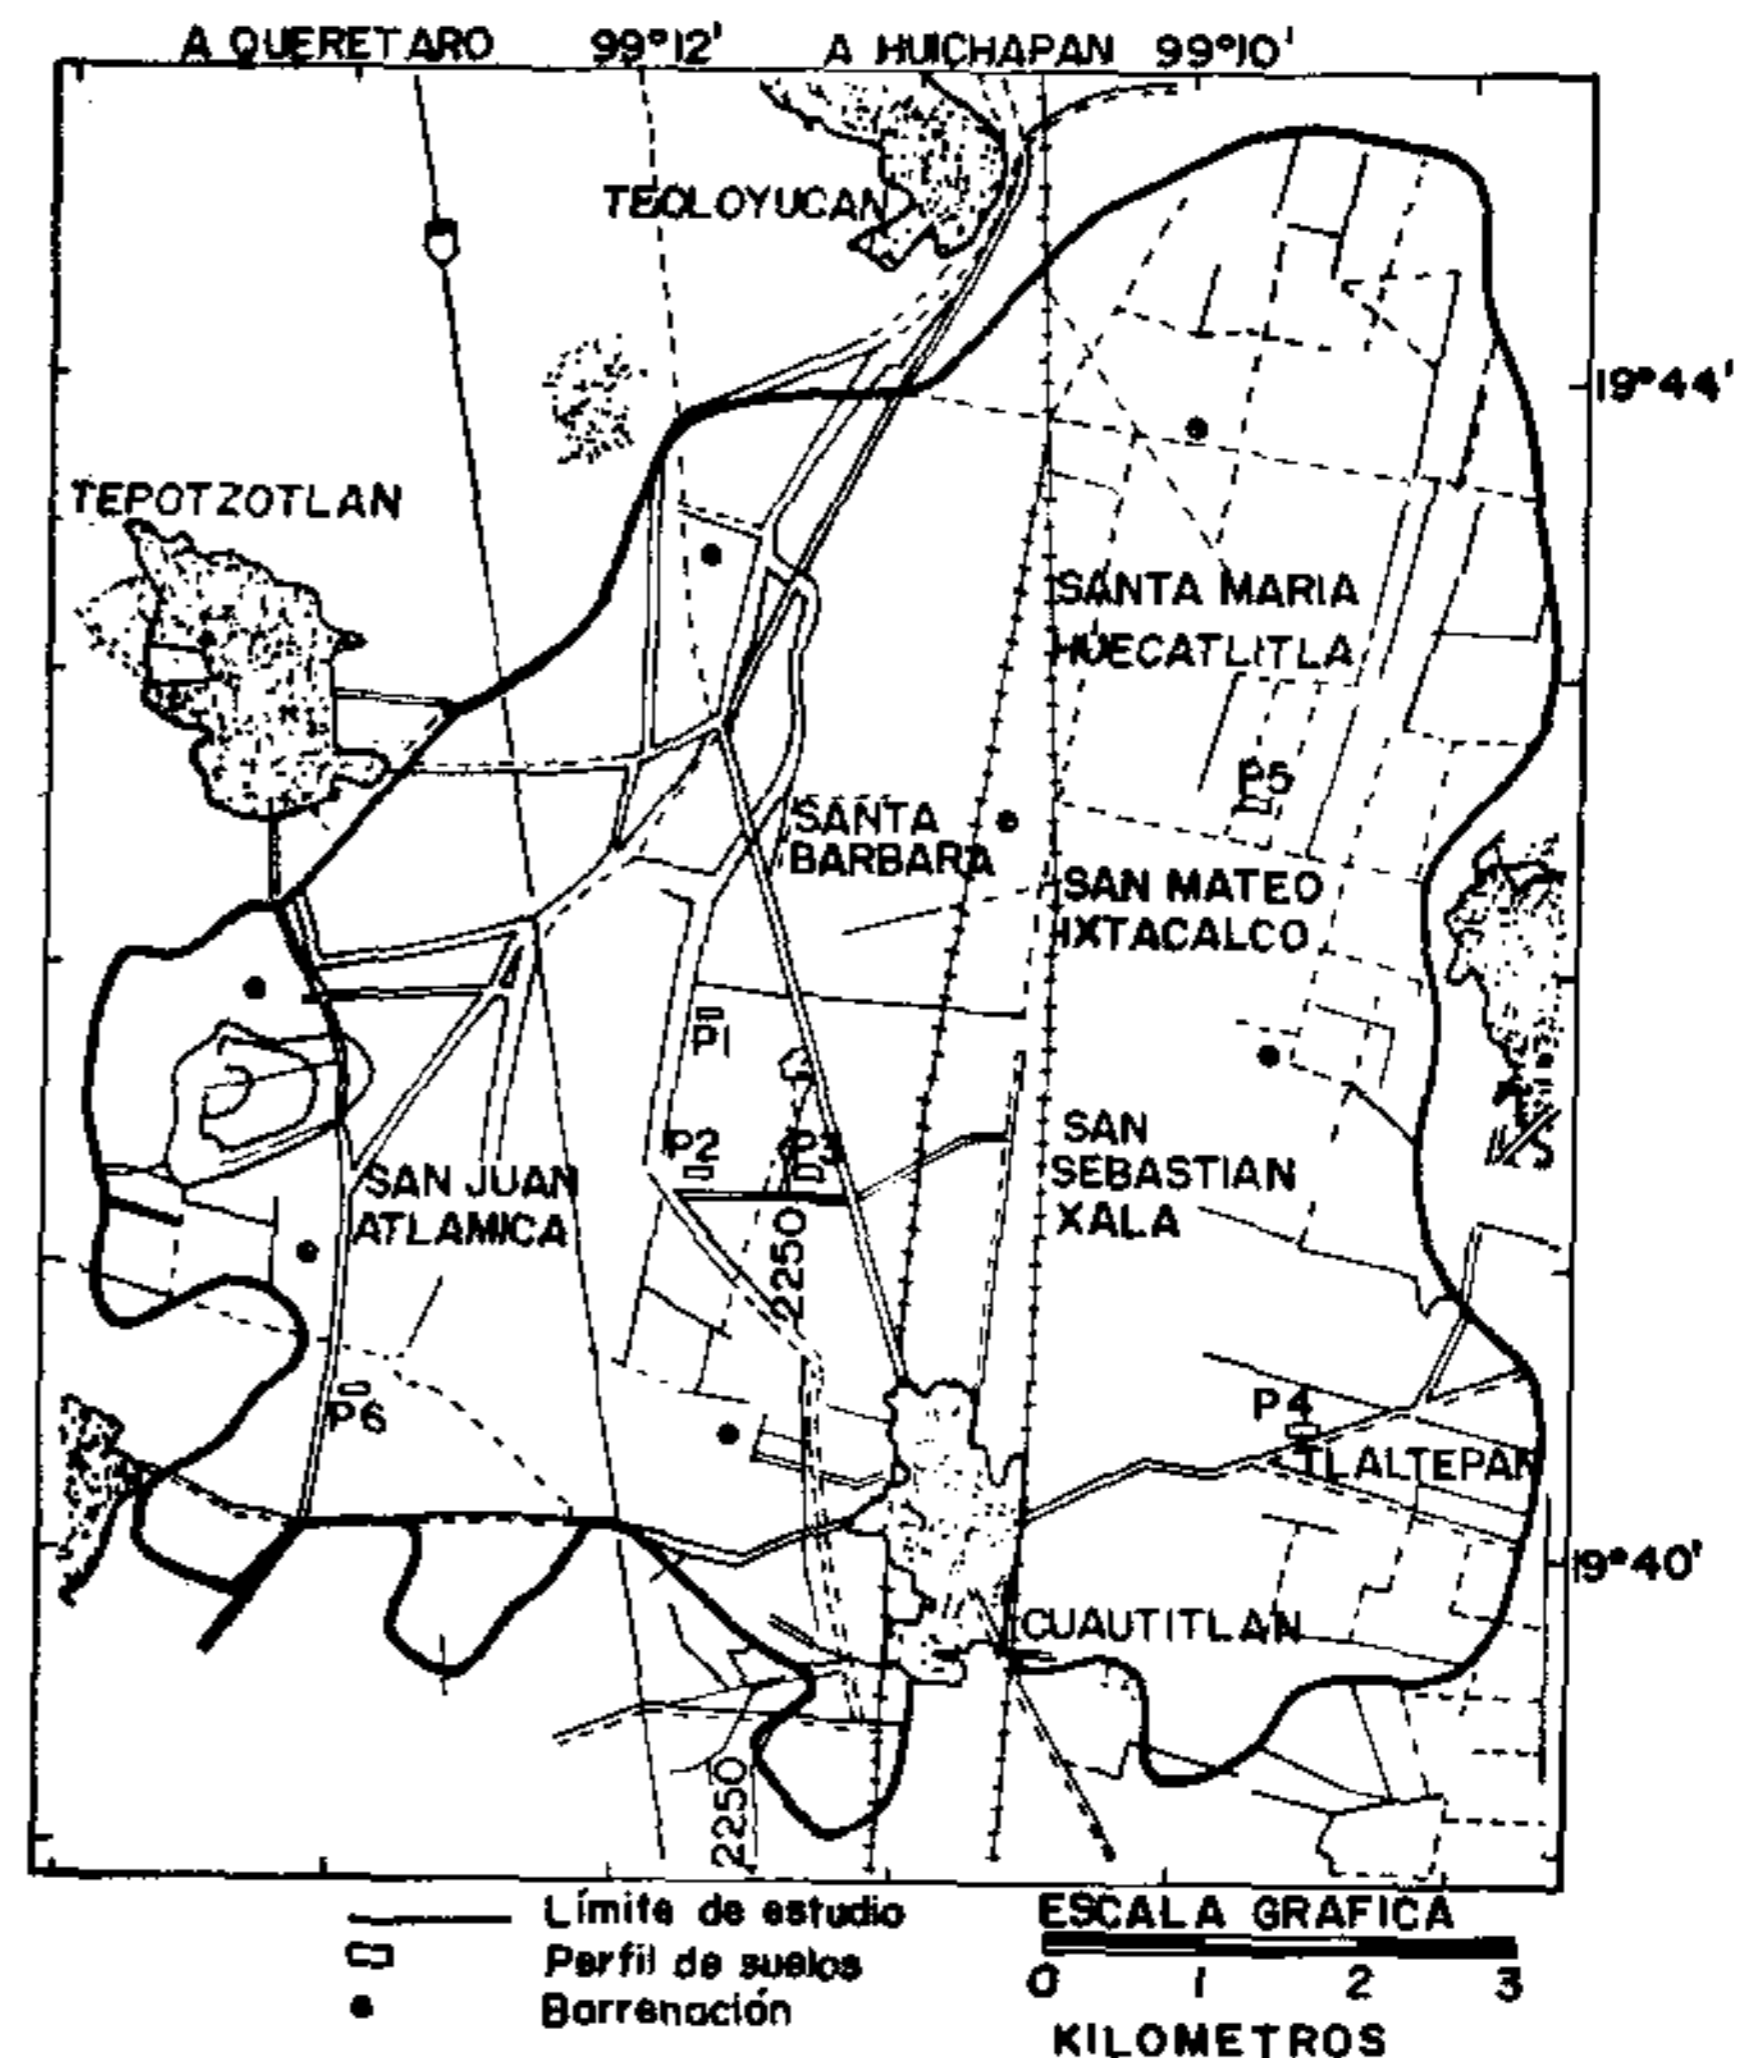 A QUERETARO 99°12' A HUICHAPAN 99°10'
TEOLOYUCAN
19°44'
TEPOTZOTLAN
SANTA MARIA
HUECATLITLA
P5
SANTA
BARBARA
SAN MATEO
IXTACALCO
P1
P2
P3
SAN
SEBASTIAN
XALA
SAN JUAN
ATLAMICA
2250
P6
P4
TLALTEPAN
19°40'
CUAUTITLAN
2250
Límite de estudio
Perfil de suelos
Barrenación
ESCALA GRAFICA
0 1 2 3
KILOMETROS